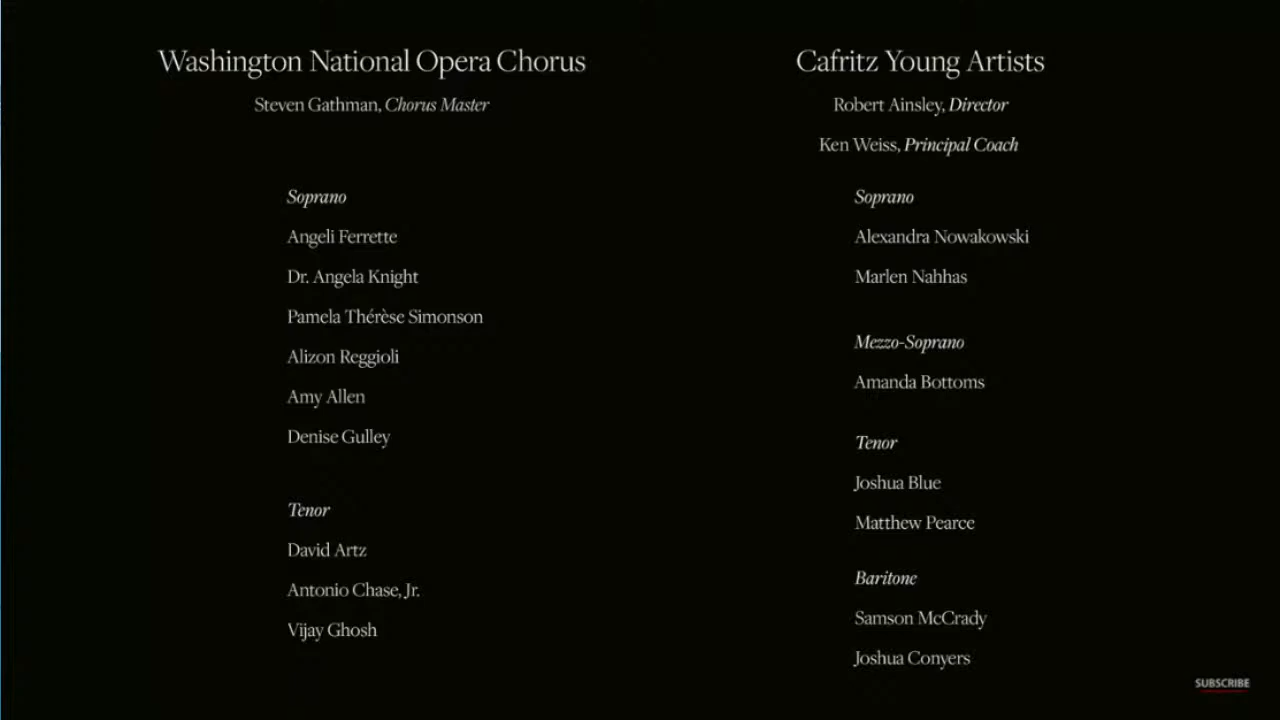 Washington National Opera Chorus
Steven Gathman, Chorus Master
Soprano
Angeli Ferrette
Dr. Angela Knight
Pamela Thérèse Simonson
Alizon Reggioli
Amy Allen
Denise Gulley
Tenor
David Artz
Antonio Chase, Jr.
Vijay Ghosh
Cafritz Young Artists
Robert Ainsley, Director
Ken Weiss, Principal Coach
Soprano
Alexandra Nowakowski
Marlen Nahhas
Mezzo-Soprano
Amanda Bottoms
Tenor
Joshua Blue
Matthew Pearce
Baritone
Samson McCrady
Joshua Conyers
SUBSCRIBE